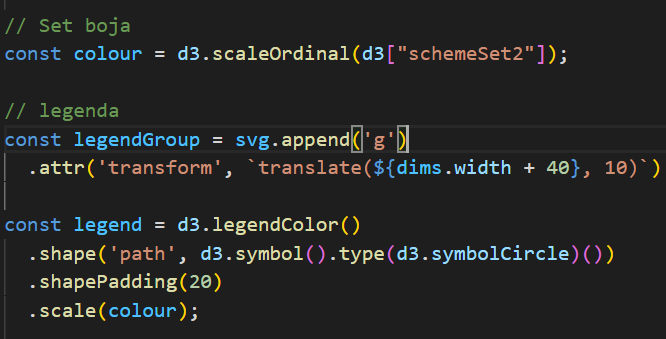 // Set boja
const colour = d3.scaleOrdinal(d3["schemeSet2"]);
// legenda
const legendGroup = svg.append('g')
.attr('transform', `translate(${dims.width + 40}, 10)`)
const legend = d3.legendColor()
.shape('path', d3.symbol().type(d3.symbolCircle)())
.shapePadding(20)
.scale(colour);